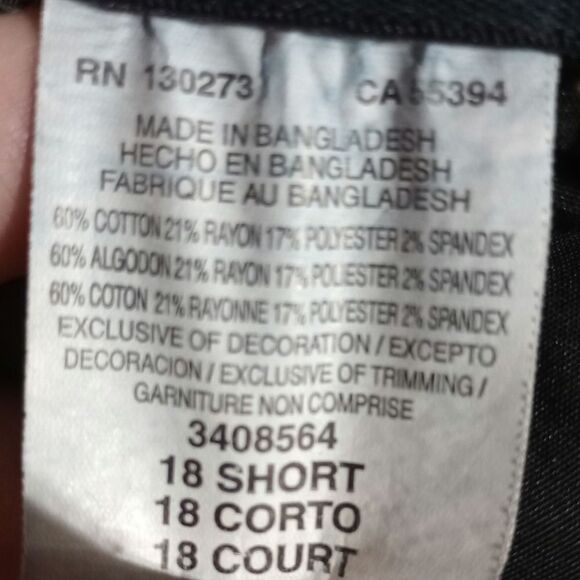 RN 130273 CA 55394
MADE IN BANGLADESH
HECHO EN BANGLADESH
FABRIQUE AU BANGLADESH
60% COTTON 21% RAYON 17% POLYESTER 2% SPANDEX
60% ALGODON 21% RAYON 17% POLIESTER 2% SPANDEX
60% COTON 21% RAYONNE 17% POLYESTER 2% SPANDEX
EXCLUSIVE OF DECORATION / EXCEPTO
DECORACION / EXCLUSIVE OF TRIMMING /
GARNITURE NON COMPRISE
3408564
18 SHORT
18 CORTO
18 COURT